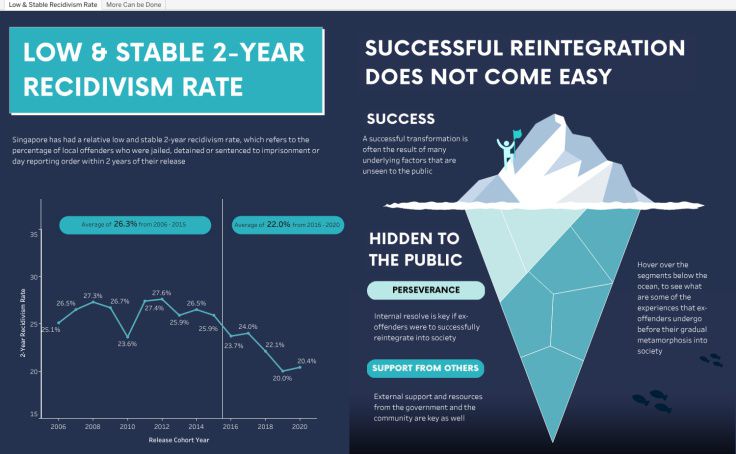 Low & Stable Recidivism Rate
More Can be Done
LOW & STABLE 2-YEAR
RECIDIVISM RATE
Singapore has had a relative low and stable 2-year recidivism rate, which refers to the
percentage of local offenders who were jailed, detained or sentenced to imprisonment or
day reporting order within 2 years of their release
Average of 26.3% from 2006 - 2015
Average of 22.0% from 2016 - 2020
2-Year Recidivism Rate
35
30
25
20
15
25.1%
26.5%
27.3%
26.7%
23.6%
27.4%
27.6%
25.9%
26.5%
25.9%
23.7%
24.0%
22.1%
20.0%
20.4%
2006
2008
2010
2012
2014
2016
2018
2020
Release Cohort Year
SUCCESSFUL REINTEGRATION
DOES NOT COME EASY
SUCCESS
A successful transformation is
often the result of many
underlying factors that are
unseen to the public
HIDDEN TO
THE PUBLIC
PERSEVERANCE
Internal resolve is key if ex-
offenders were to successfully
reintegrate into society
SUPPORT FROM OTHERS
External support and resources
from the government and the
community are key as well
Hover over the
segments below the
ocean, to see what
are some of the
experiences that ex-
offenders undergo
before their gradual
metamorphosis into
society